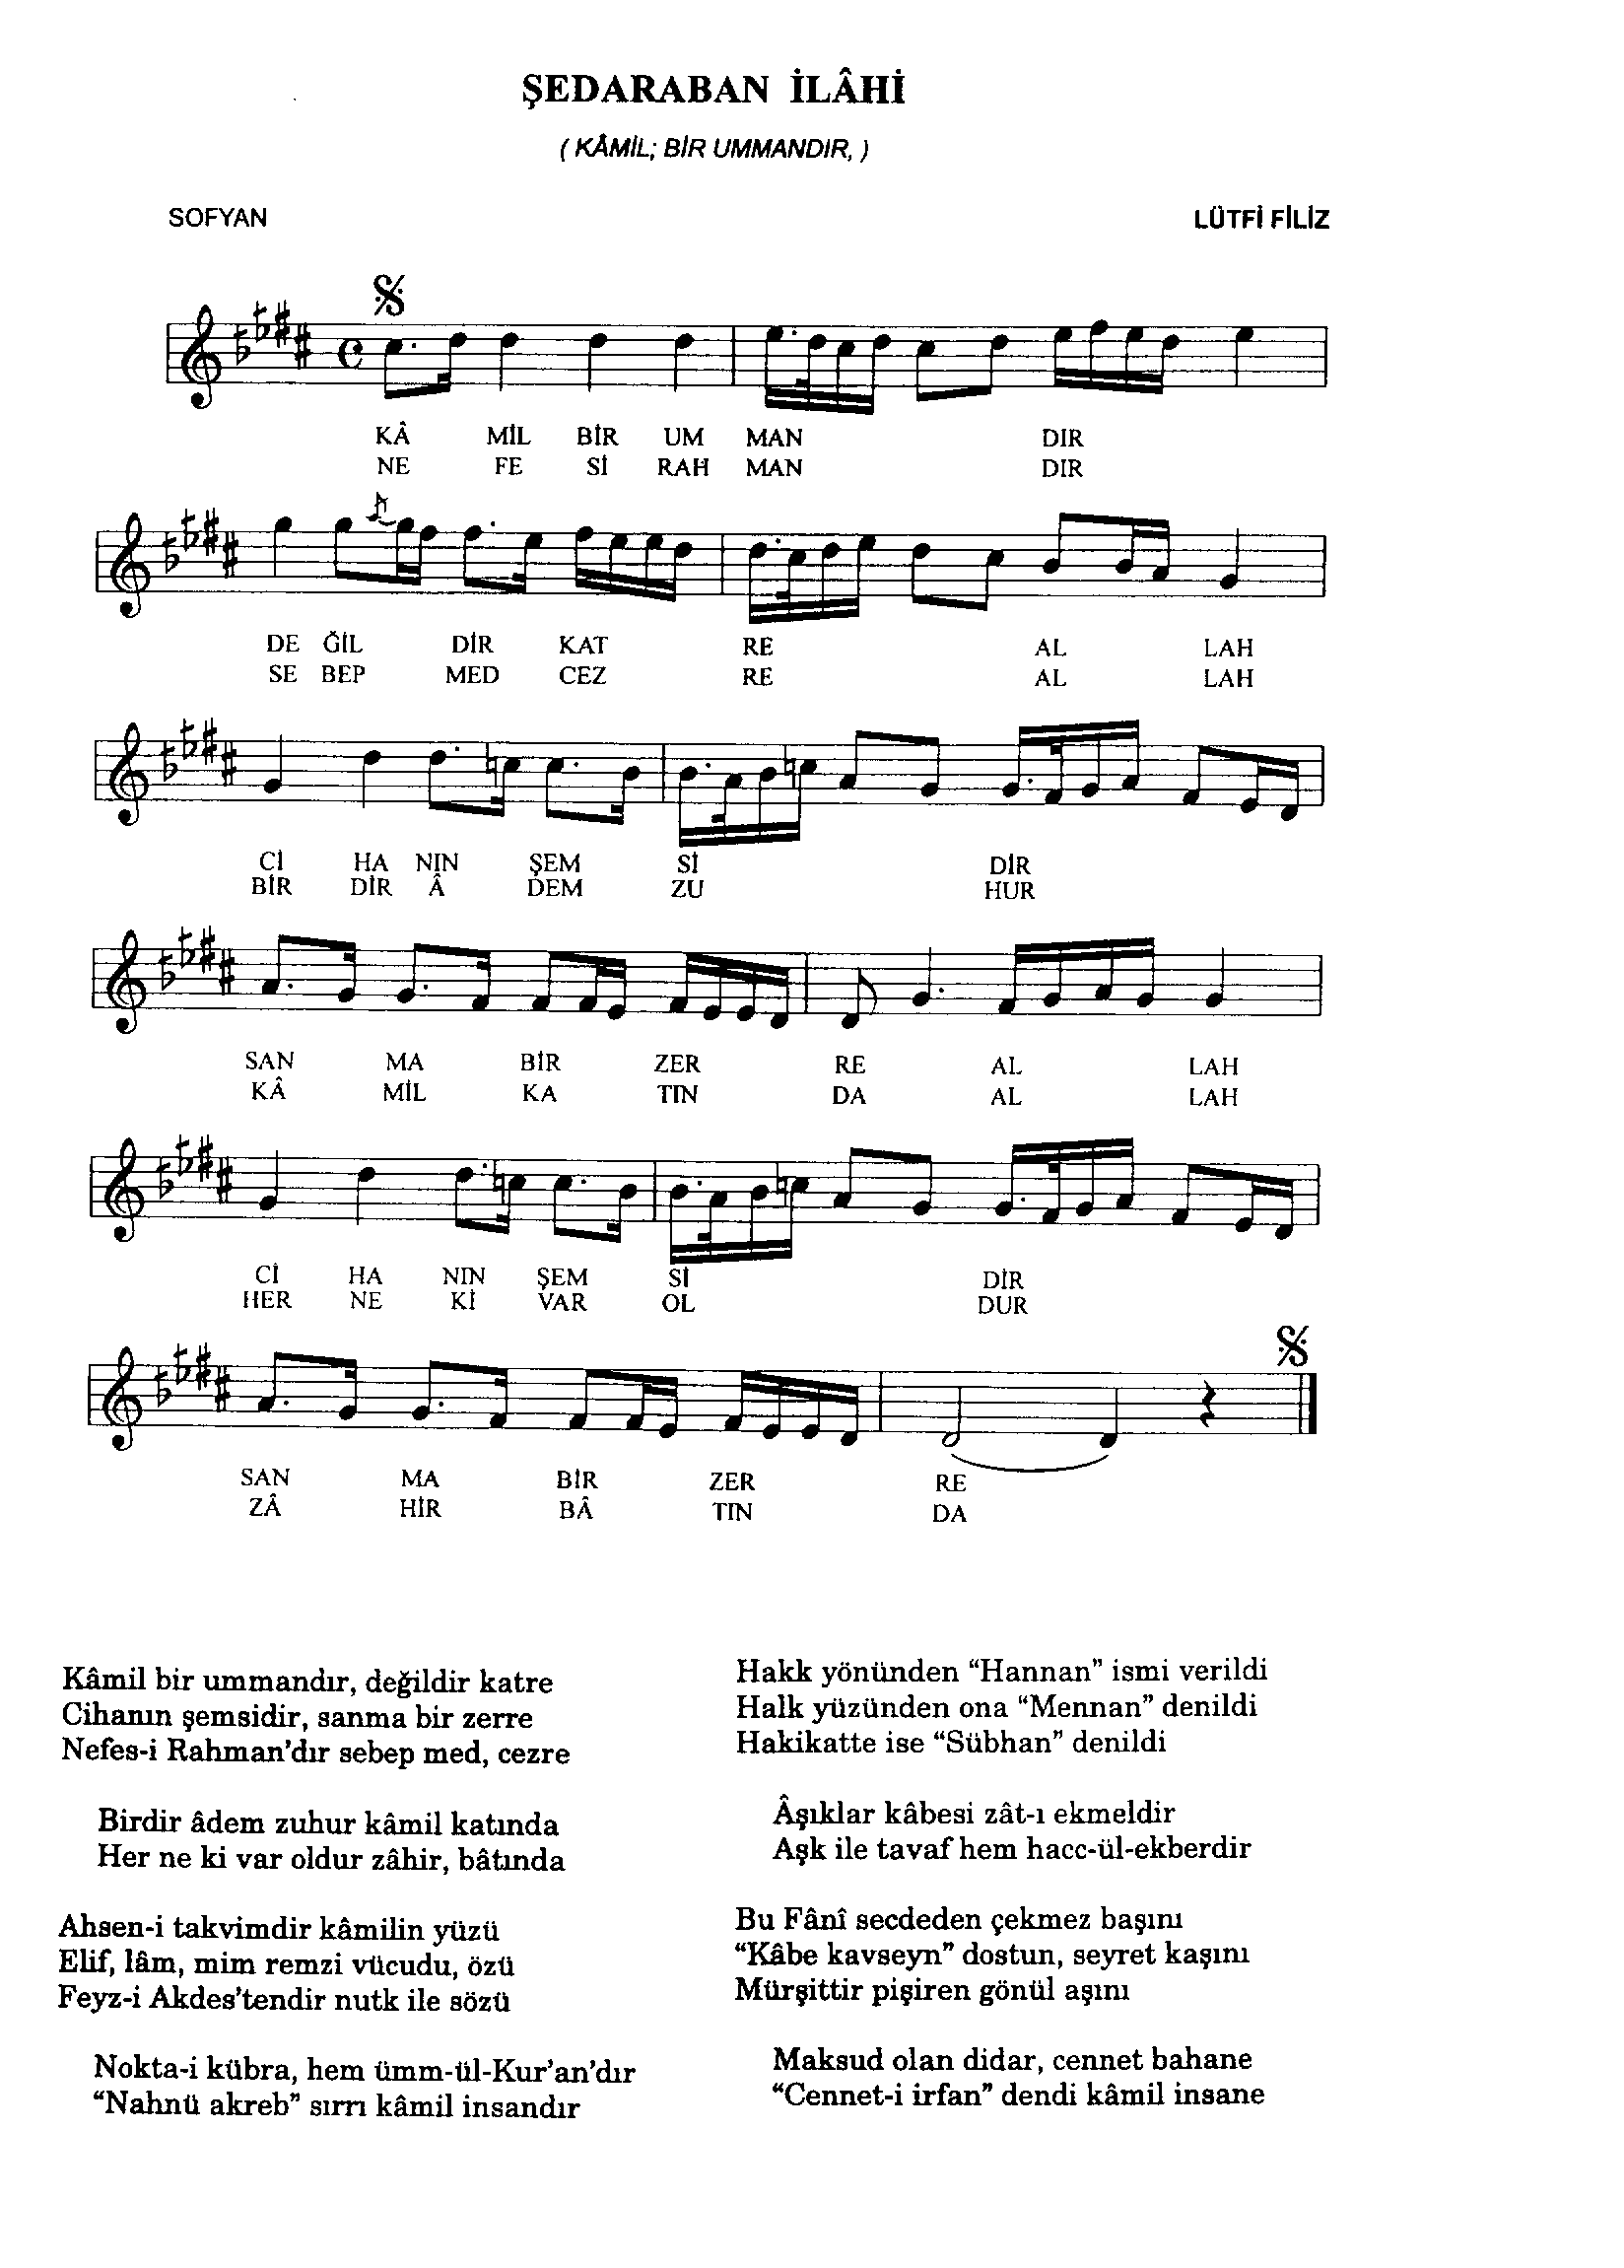 ŞEDARABAN İLÂHİ
( KÂMİL; BİR UMMANDIR, )
SOFYAN
LÜTFİ FİLİZ
KÂ MİL BİR UM MAN DIR
NE FE Sİ RAH MAN DIR
DE ĞİL DİR KAT RE AL LAH
SE BEP MED CEZ RE AL LAH
Cİ HA NIN ŞEM Sİ DİR
BİR DİR Â DEM ZU HUR
SAN MA BİR ZER RE AL LAH
KÂ MİL KA TIN DA AL LAH
Cİ HA NIN ŞEM Sİ DİR
HER NE Kİ VAR OL DUR
SAN MA BİR ZER RE
ZÂ HİR BÂ TIN DA
Kâmil bir ummandır, değildir katre
Cihanın şemsidir, sanma bir zerre
Nefes-i Rahman'dır sebep med, cezre
Birdir âdem zuhur kâmil katında
Her ne ki var oldur zâhir, bâtında
Ahsen-i takvimdir kâmilin yüzü
Elif, lâm, mim remzi vücudu, özü
Feyz-i Akdes'tendir nutk ile sözü
Nokta-i kübra, hem ümm-ül-Kur'an'dır
“Nahnü akreb” sırrı kâmil insandır
Hakk yönünden “Hannan” ismi verildi
Halk yüzünden ona “Mennan” denildi
Hakikatte ise “Sübhan” denildi
Âşıklar kâbesi zât-ı ekmeldir
Aşk ile tavaf hem hacc-ül-ekberdir
Bu Fânî secdeden çekmez başını
“Kâbe kavseyn” dostun, seyret kaşını
Mürşittir pişiren gönül aşını
Maksud olan didar, cennet bahane
“Cennet-i irfan” dendi kâmil insane